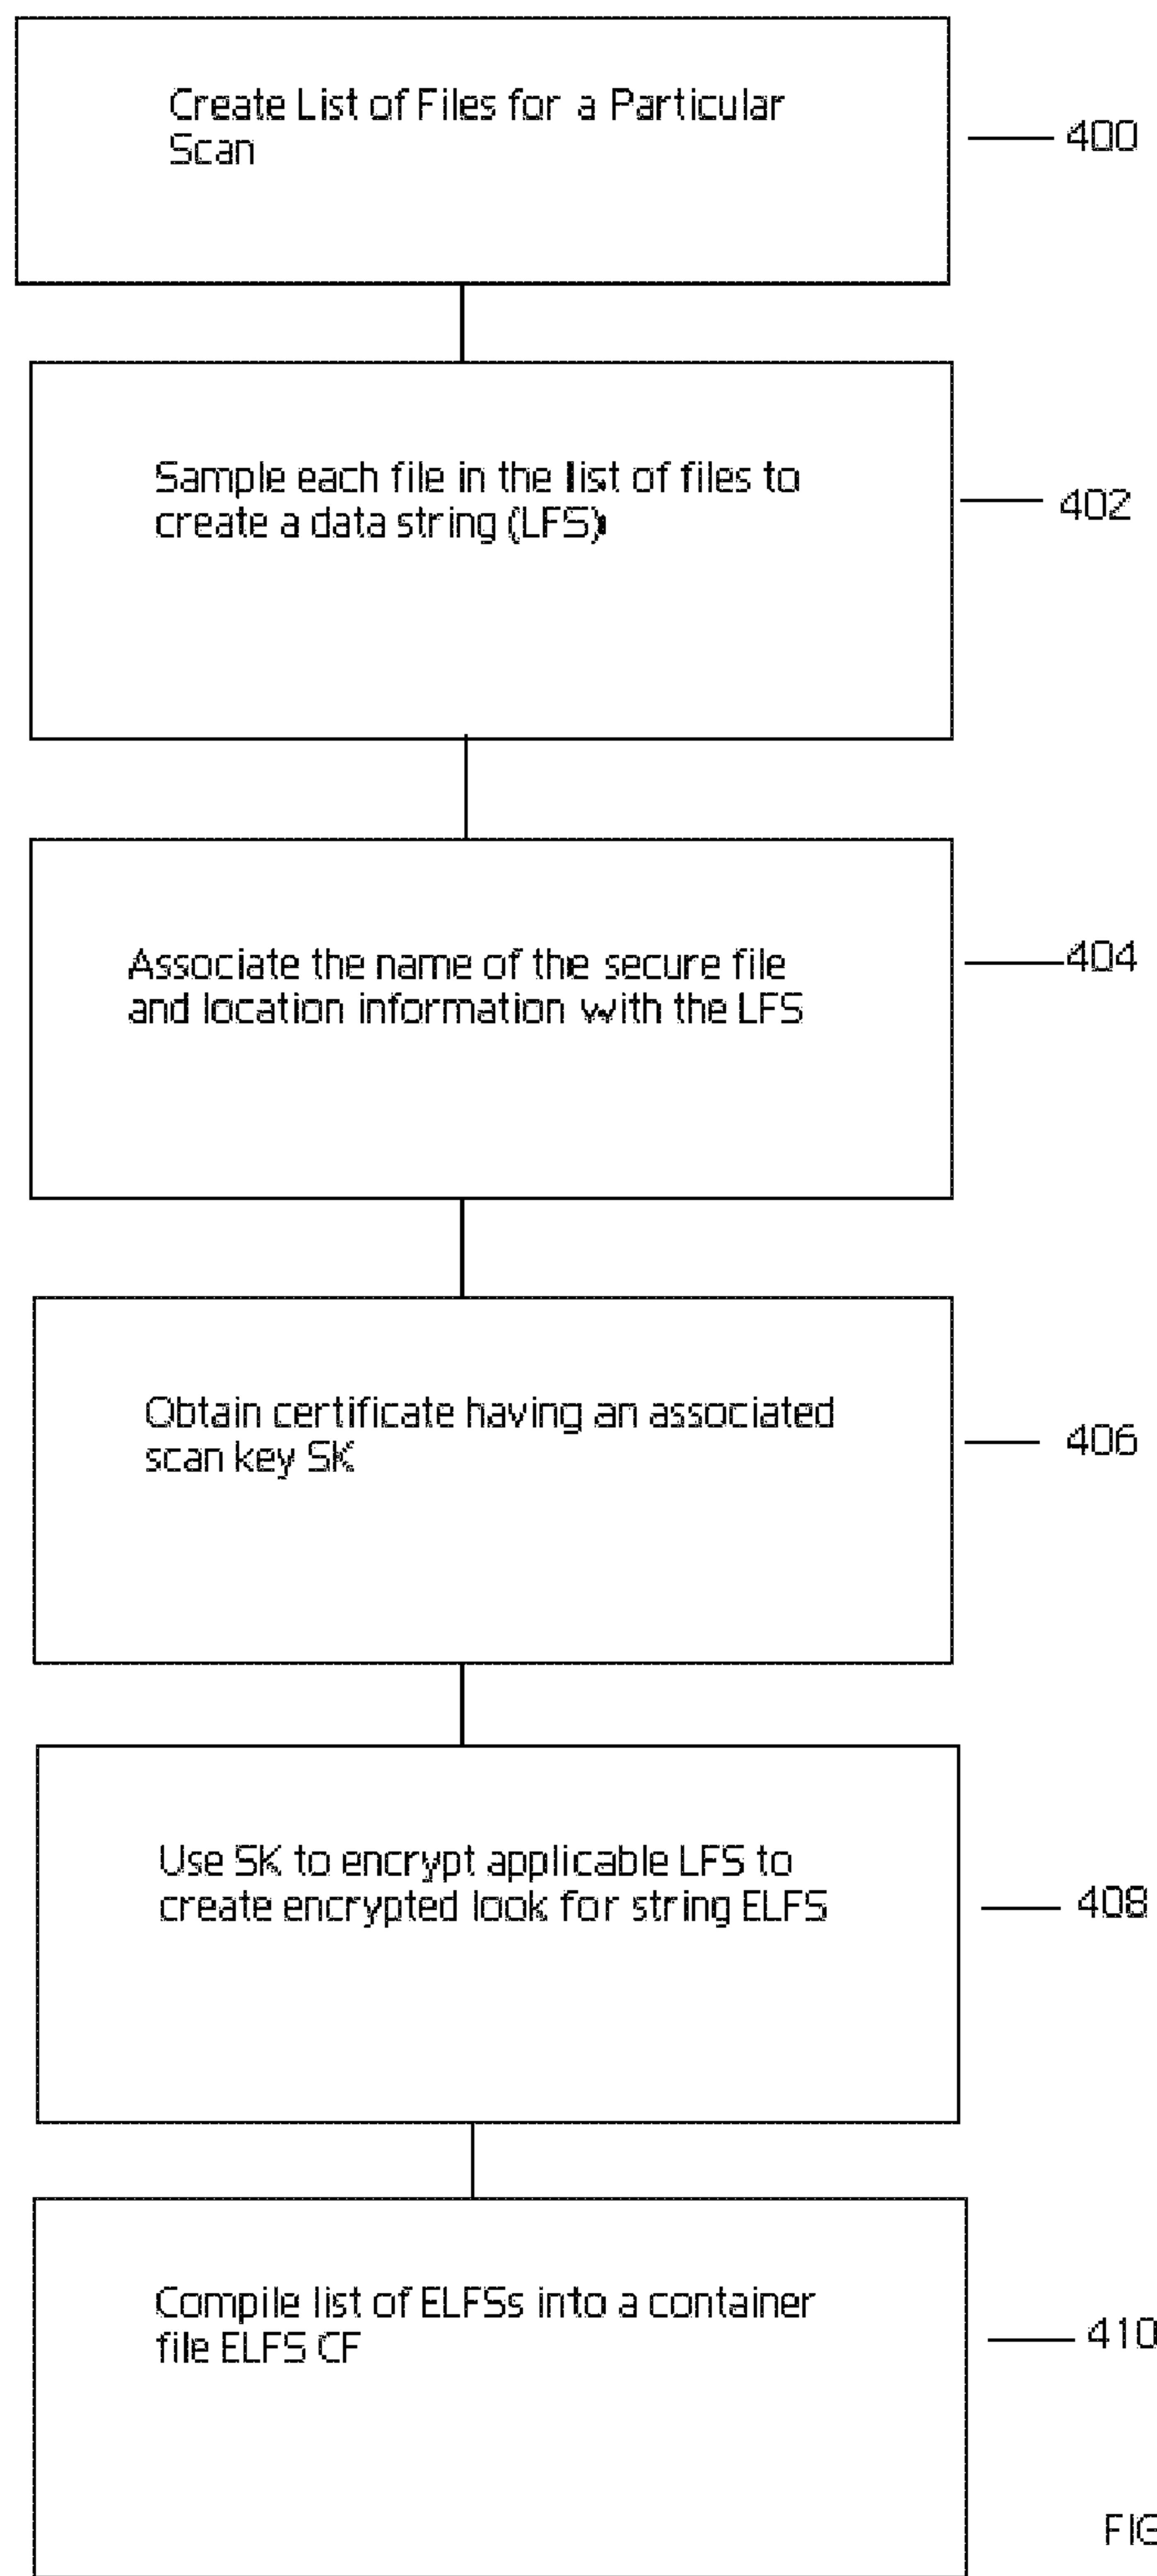 Create List of Files for a Particular
Scan
400
Sample each file in the list of files to
create a data string (LFS)
402
Associate the name of the secure file
and location information with the LFS
404
Obtain certificate having an associated
scan key SK
406
Use SK to encrypt applicable LFS to
create encrypted look for string ELFS
408
Compile list of ELFSs into a container
file ELFS CF
410